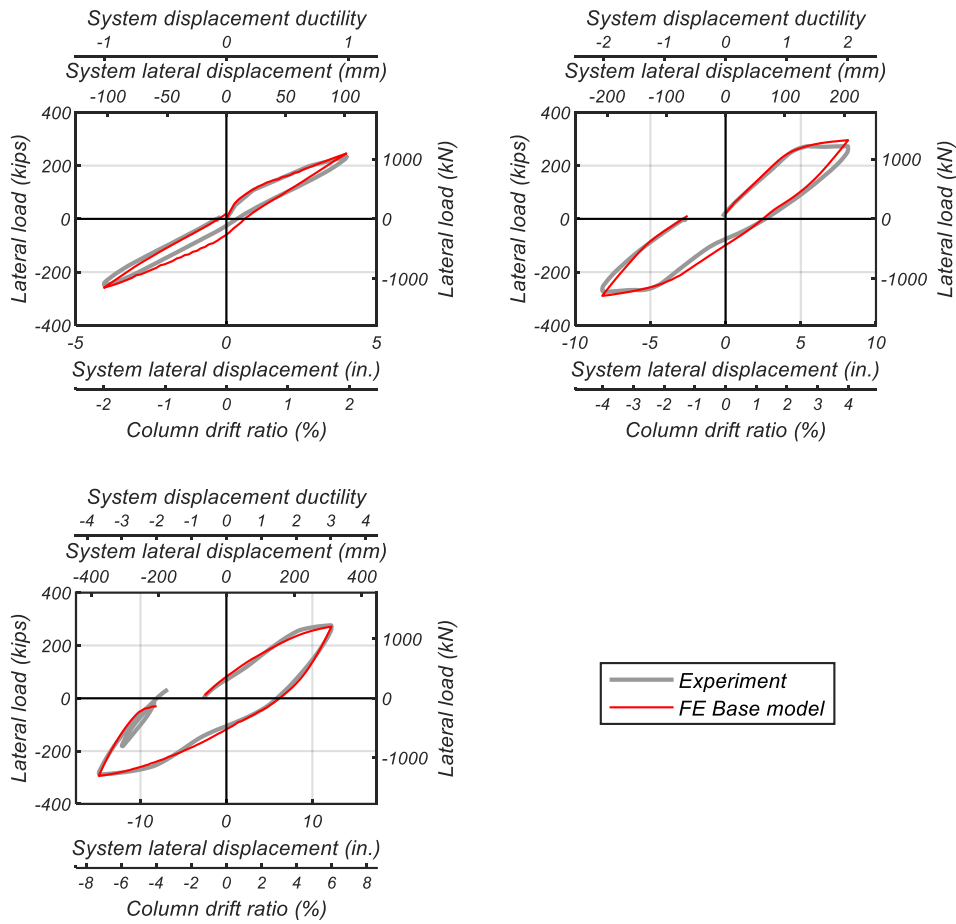 System displacement ductility
-1 0 1
System lateral displacement (mm)
-100 -50 0 50 100
400
200
0
-200
-400
Lateral load (kips)
1000
0
-1000
Lateral load (kN)
-5 0 5
System lateral displacement (in.)
-2 -1 0 1 2
Column drift ratio (%)
System displacement ductility
-2 -1 0 1 2
System lateral displacement (mm)
-200 -100 0 100 200
400
200
0
-200
-400
Lateral load (kips)
1000
0
-1000
Lateral load (kN)
-10 -5 0 5 10
System lateral displacement (in.)
-4 -3 -2 -1 0 1 2 3 4
Column drift ratio (%)
System displacement ductility
-4 -3 -2 -1 0 1 2 3 4
System lateral displacement (mm)
-400 -200 0 200 400
400
200
0
-200
-400
Lateral load (kips)
1000
0
-1000
Lateral load (kN)
-10 0 10
System lateral displacement (in.)
-8 -6 -4 -2 0 2 4 6 8
Column drift ratio (%)
Experiment
FE Base model